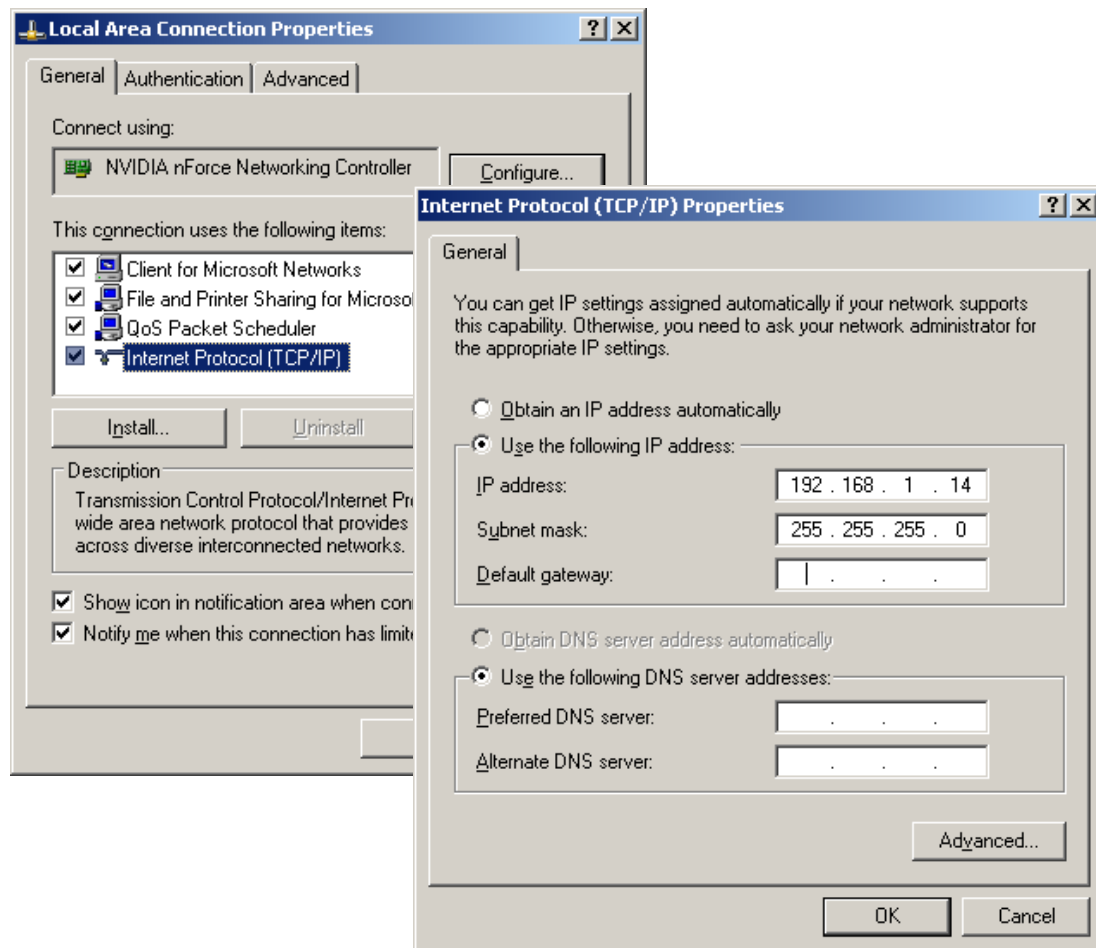 Local Area Connection Properties
General Authentication Advanced
Connect using:
NVIDIA nForce Networking Controller
Configure...
This connection uses the following items:
Client for Microsoft Networks
File and Printer Sharing for Microsof
QoS Packet Scheduler
Internet Protocol (TCP/IP)
Install... Uninstall
Description
Transmission Control Protocol/Internet Pro
wide area network protocol that provides
across diverse interconnected networks.
Show icon in notification area when con
Notify me when this connection has limite
Internet Protocol (TCP/IP) Properties
General
You can get IP settings assigned automatically if your network supports
this capability. Otherwise, you need to ask your network administrator for
the appropriate IP settings.
Obtain an IP address automatically
Use the following IP address:
IP address: 192 . 168 . 1 . 14
Subnet mask: 255 . 255 . 255 . 0
Default gateway: . . .
Obtain DNS server address automatically
Use the following DNS server addresses:
Preferred DNS server: . . .
Alternate DNS server: . . .
Advanced...
OK Cancel